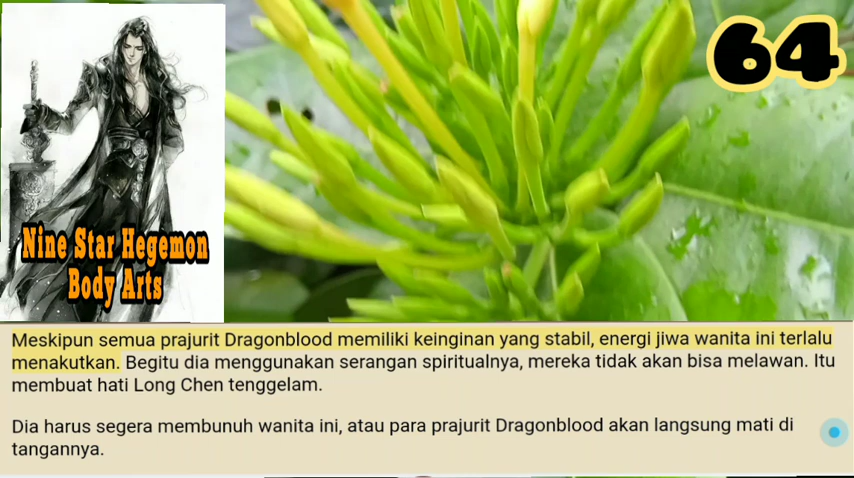 64
Nine Star Hegemon
Body Arts
Meskipun semua prajurit Dragonblood memiliki keinginan yang stabil, energi jiwa wanita ini terlalu
menakutkan. Begitu dia menggunakan serangan spiritualnya, mereka tidak akan bisa melawan. Itu
membuat hati Long Chen tenggelam.
Dia harus segera membunuh wanita ini, atau para prajurit Dragonblood akan langsung mati di
tangannya.